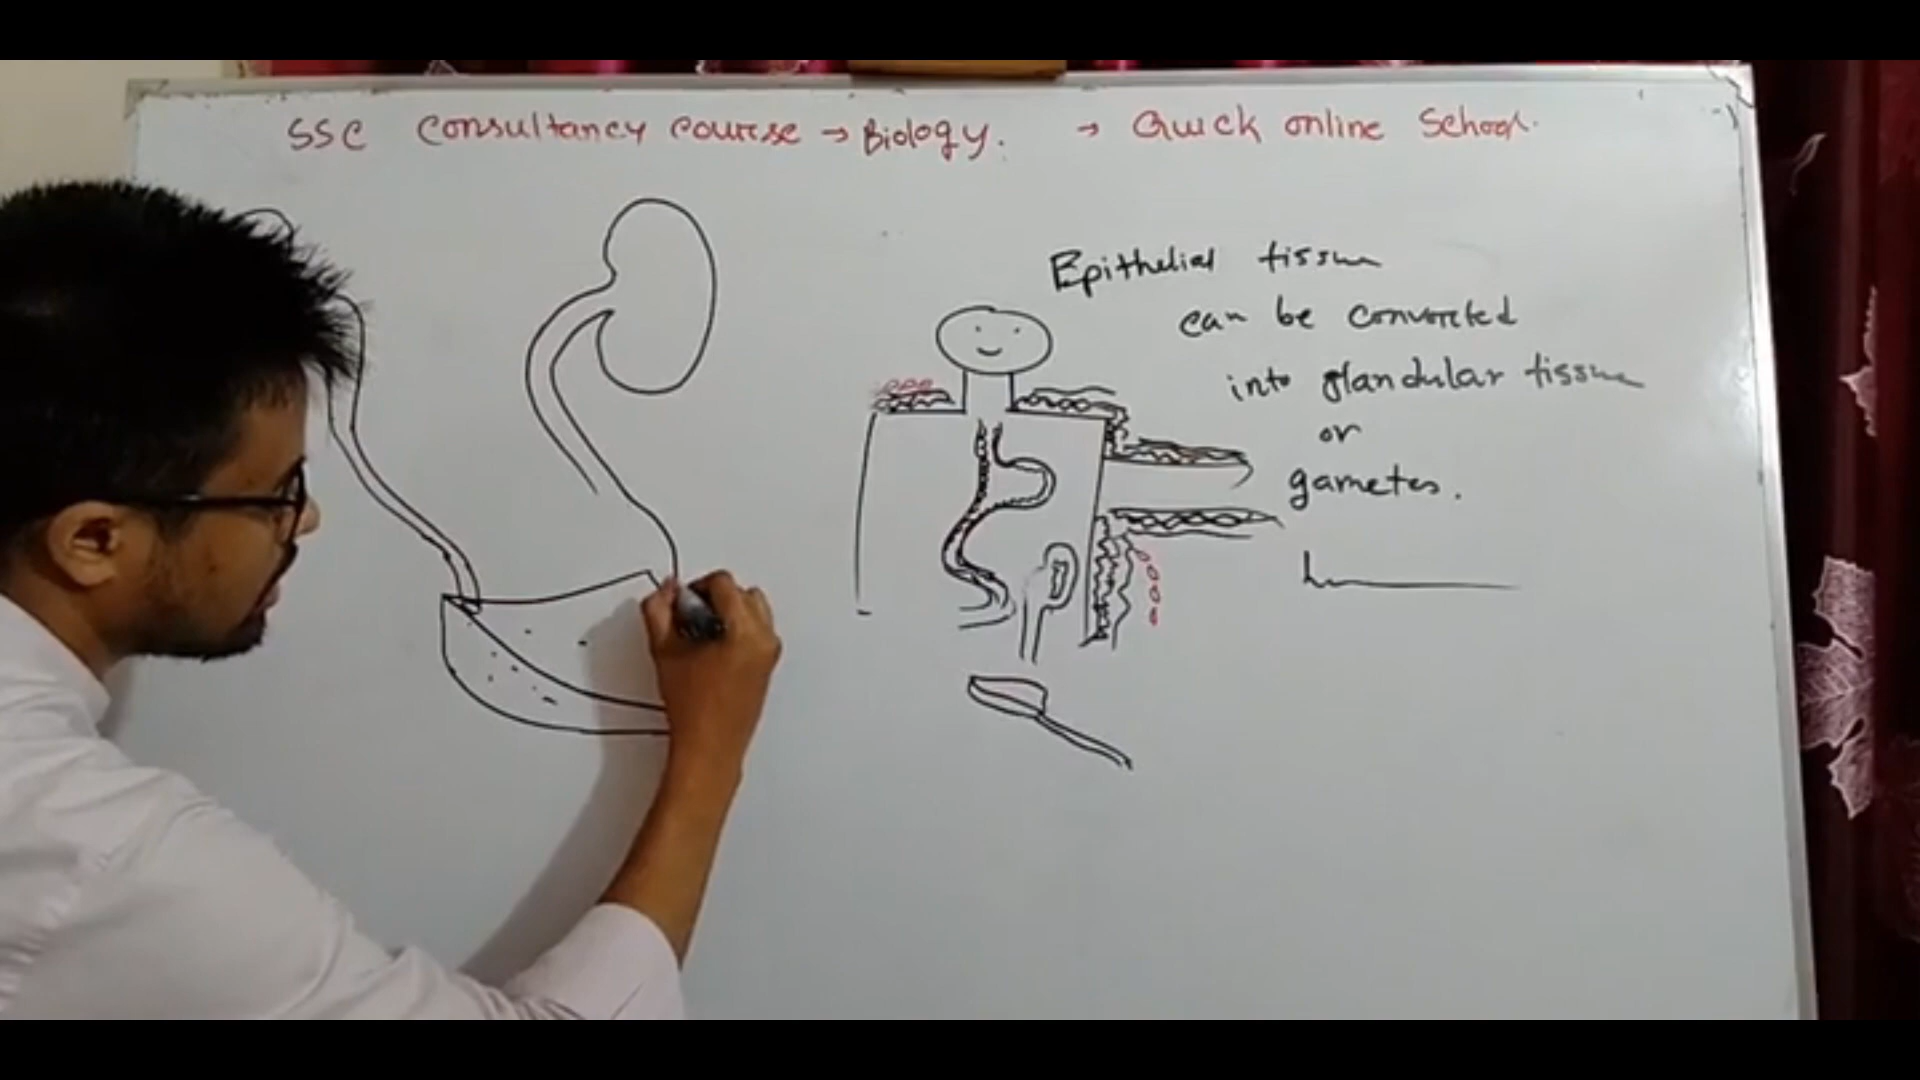 SSC Consultancy course → Biology. → Quick online School.
Epithelial tissue
can be converted
into glandular tissue
or
gametes.